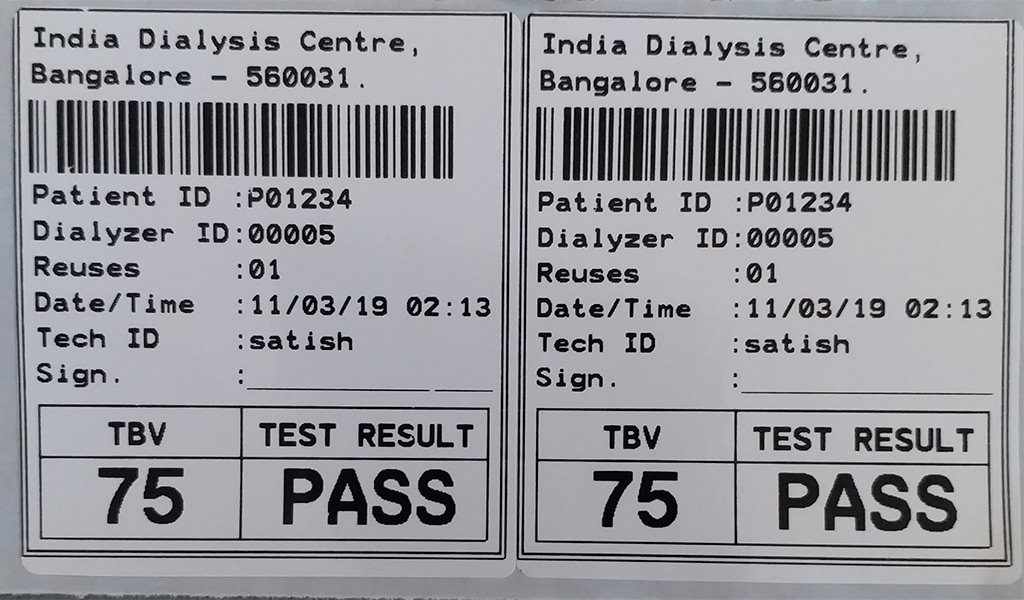 India Dialysis Centre,
Bangalore - 560031.
Patient ID :P01234
Dialyzer ID:00005
Reuses :01
Date/Time :11/03/19 02:13
Tech ID :satish
Sign. :
TBV TEST RESULT
75 PASS
India Dialysis Centre,
Bangalore - 560031.
Patient ID :P01234
Dialyzer ID:00005
Reuses :01
Date/Time :11/03/19 02:13
Tech ID :satish
Sign. :
TBV TEST RESULT
75 PASS